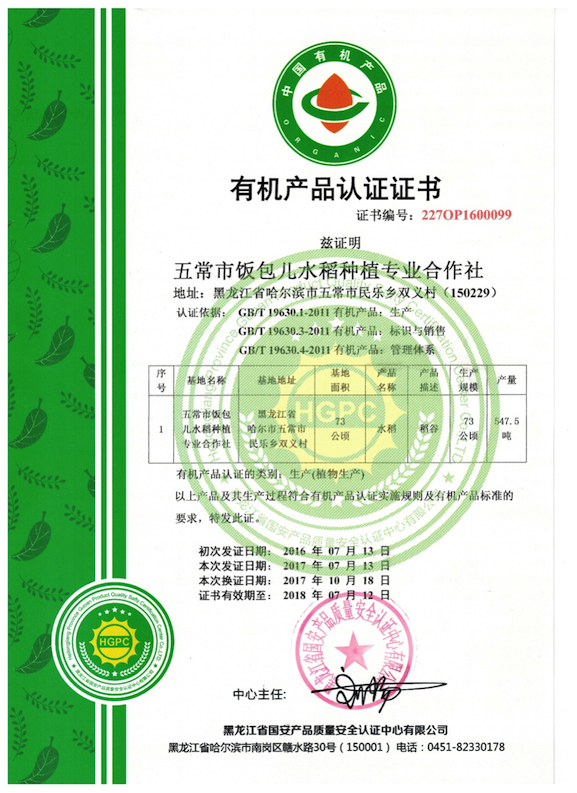 中国有机产品
ORGANIC
有机产品认证证书
证书编号：227OP1600099
兹证明
五常市饭包儿水稻种植专业合作社
地址：黑龙江省哈尔滨市五常市民乐乡双义村（150229）
认证依据：GB/T 19630.1-2011 有机产品：生产
GB/T 19630.3-2011 有机产品：标识与销售
GB/T 19630.4-2011 有机产品：管理体系
序号 基地名称 基地地址 基地面积 产品名称 产品描述 生产规模 产量
1 五常市饭包儿水稻种植专业合作社 黑龙江省哈尔滨市五常市民乐乡双义村 73公顷 水稻 稻谷 73公顷 547.5吨
HGPC
有机产品认证的类别：生产(植物生产)
以上产品及其生产过程符合有机产品认证实施规则及有机产品标准的
要求，特发此证。
初次发证日期：2016 年 07 月 13 日
本次发证日期：2017 年 07 月 13 日
本次换证日期：2017 年 10 月 18 日
证书有效期至：2018 年 07 月 12 日
HGPC
黑龙江省国安产品质量安全认证中心有限公司
中心主任：
黑龙江省国安产品质量安全认证中心有限公司
黑龙江省哈尔滨市南岗区赣水路30号（150001） 电话：0451-82330178